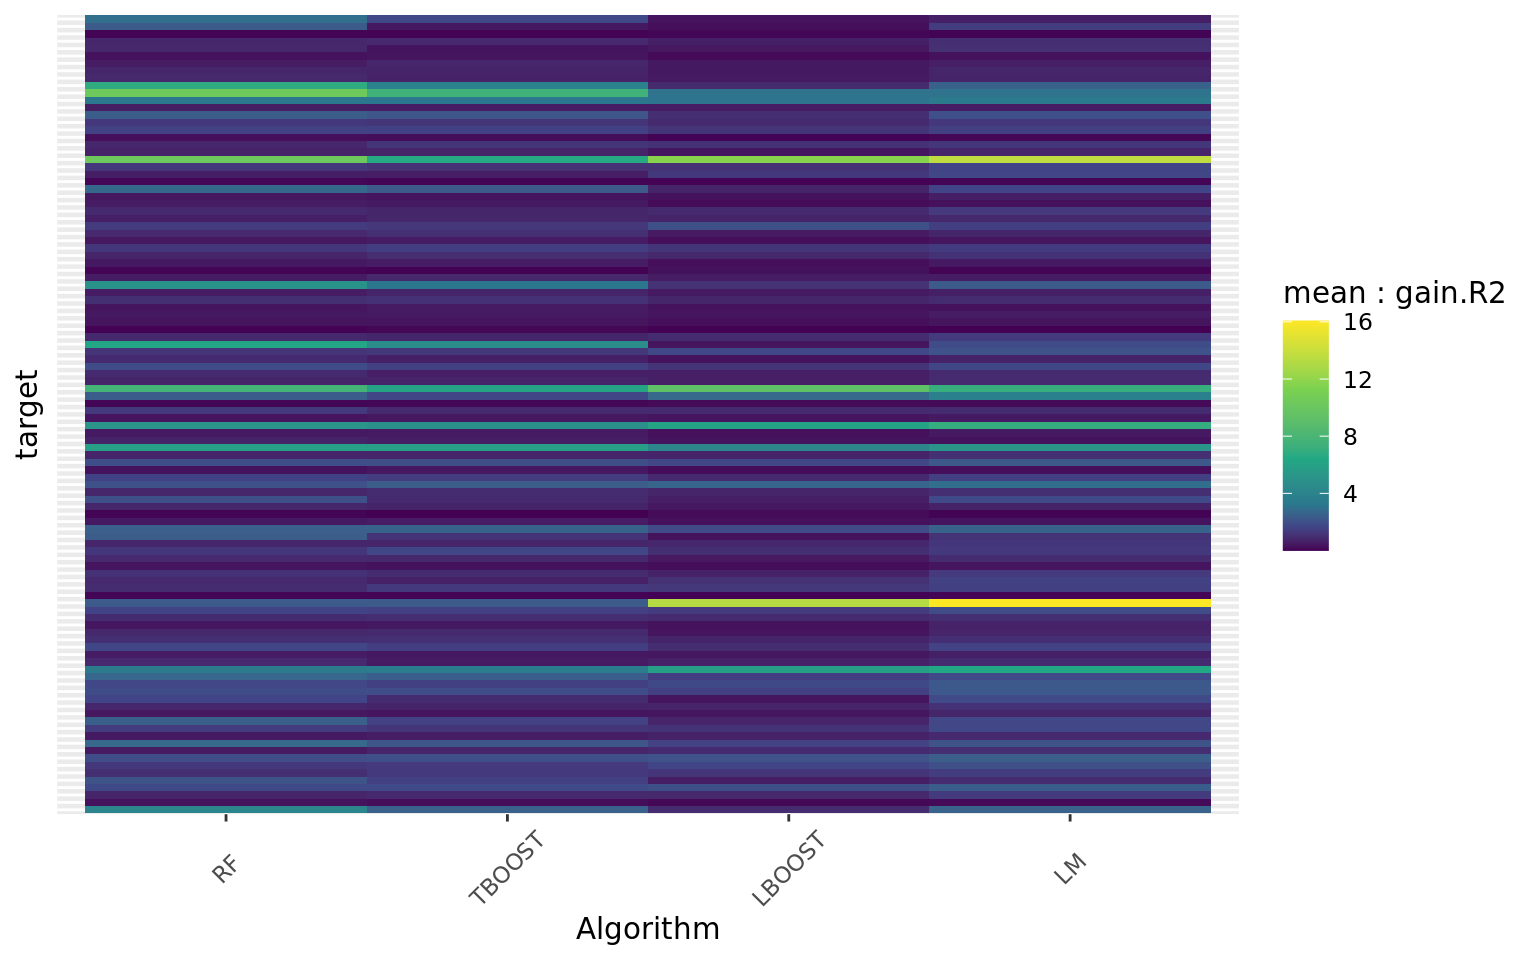 target
RF
TBOOST
LBOOST
LM
Algorithm
mean : gain.R2
16
12
8
4